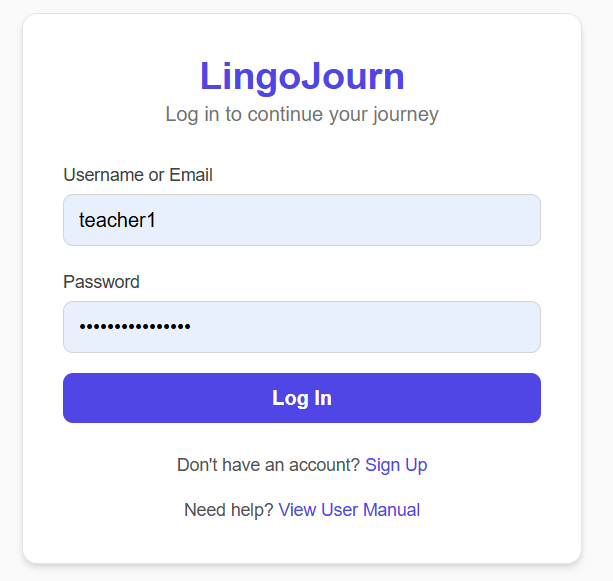 LingoJourn
Log in to continue your journey
Username or Email
teacher1
Password
••••••••••••••••
Log In
Don't have an account? Sign Up
Need help? View User Manual